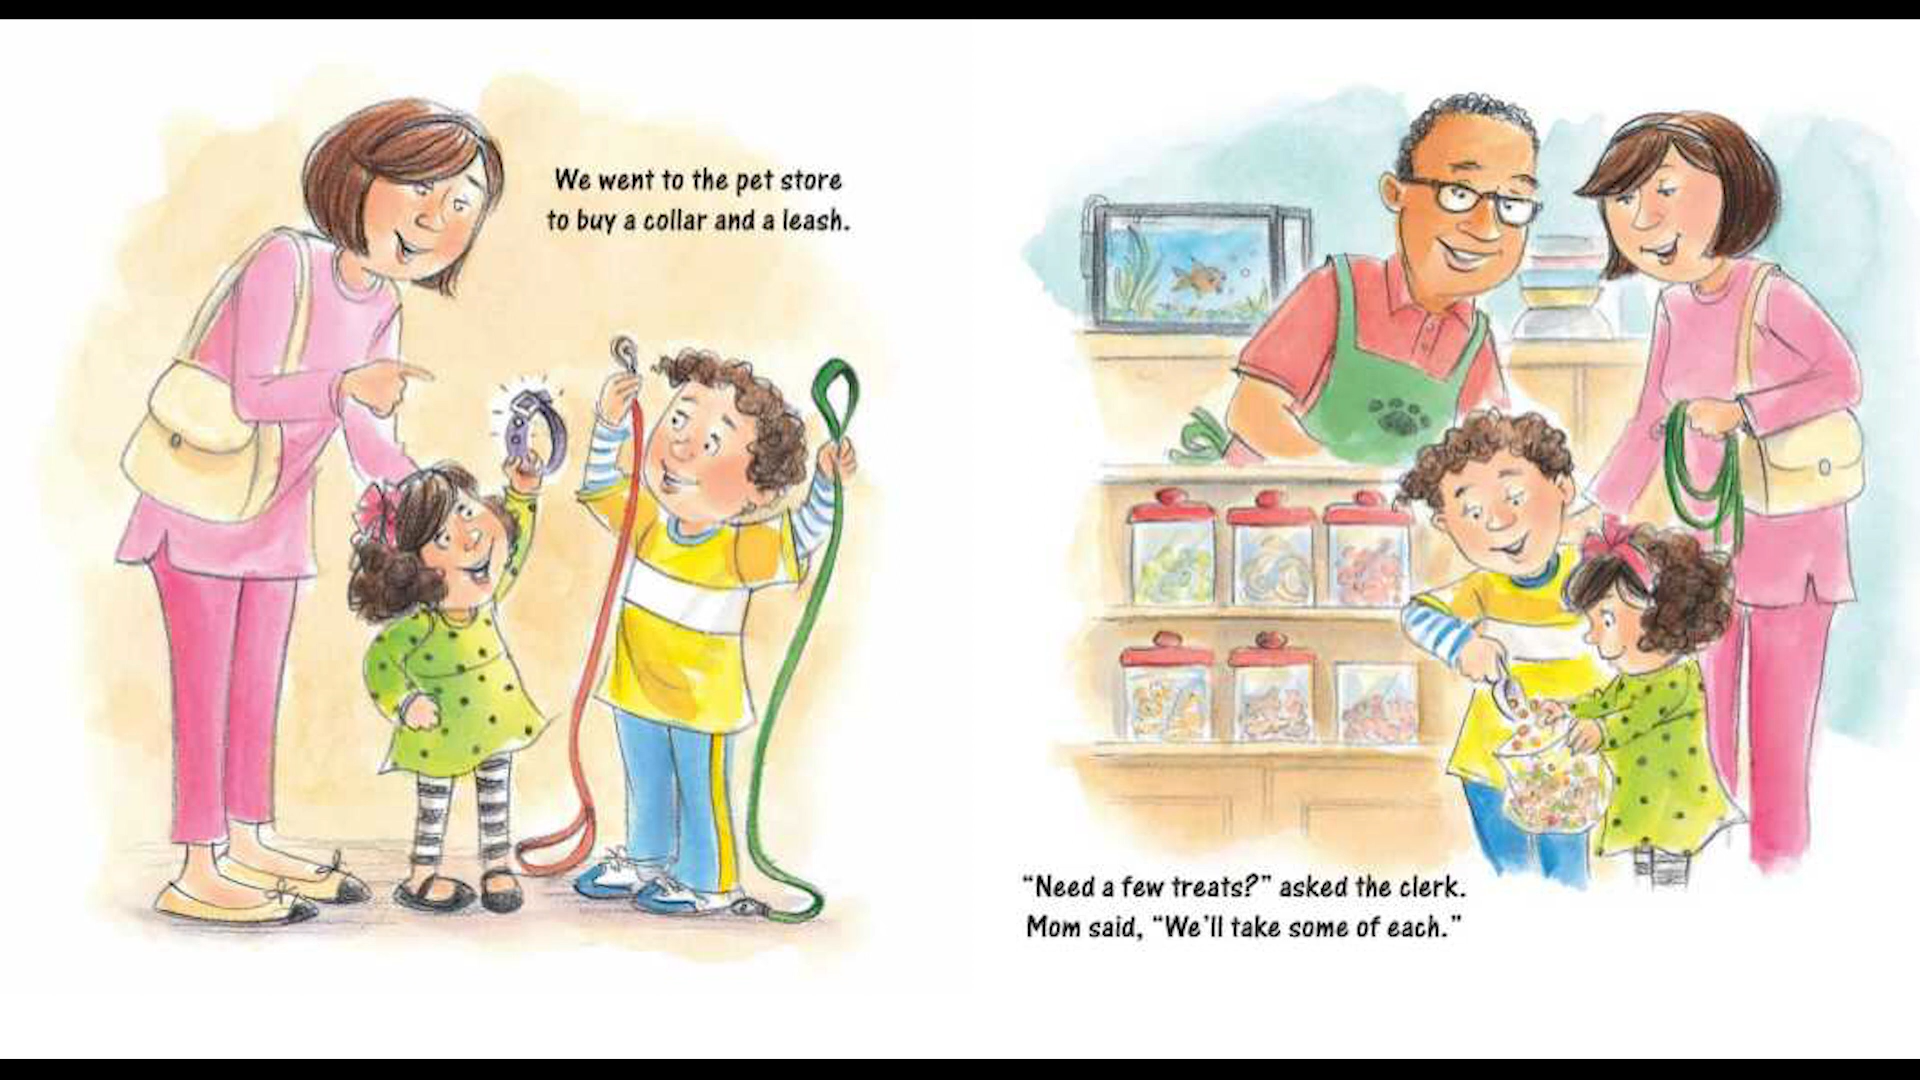 We went to the pet store
to buy a collar and a leash.
“Need a few treats?” asked the clerk.
Mom said, “We’ll take some of each.”